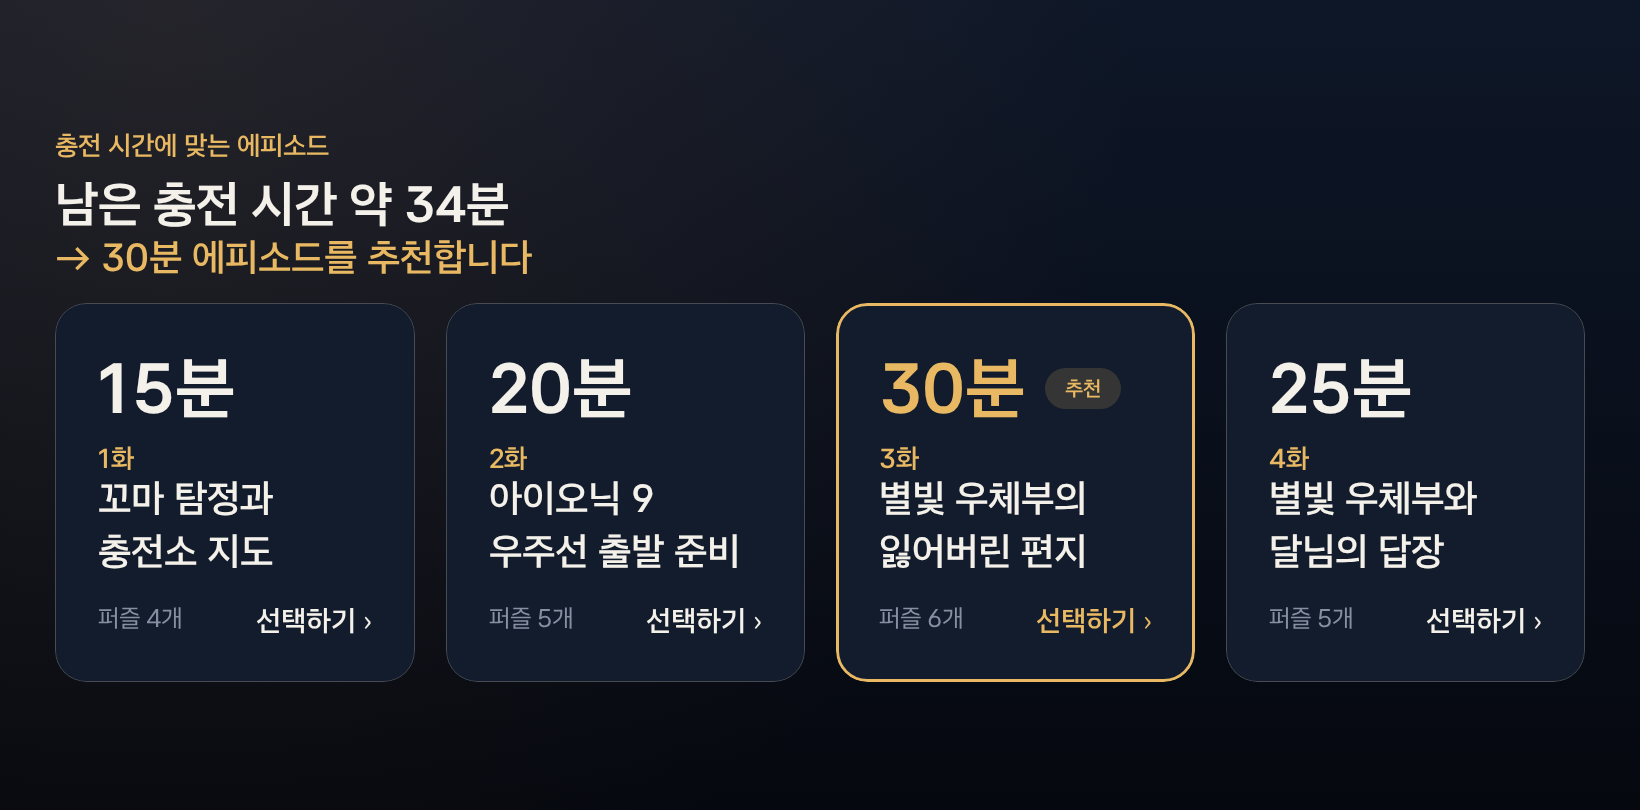 충전 시간에 맞는 에피소드
남은 충전 시간 약 34분
→ 30분 에피소드를 추천합니다
15분
1화
꼬마 탐정과
충전소 지도
퍼즐 4개
선택하기 ›
20분
2화
아이오닉 9
우주선 출발 준비
퍼즐 5개
선택하기 ›
30분
추천
3화
별빛 우체부의
잃어버린 편지
퍼즐 6개
선택하기 ›
25분
4화
별빛 우체부와
달님의 답장
퍼즐 5개
선택하기 ›